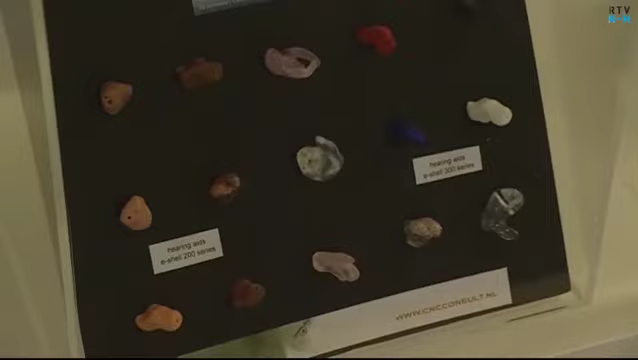 RTV
N-H
hearing aids
e-shell 200 series
hearing aids
e-shell 200 series
WWW.CNCCONSULT.NL